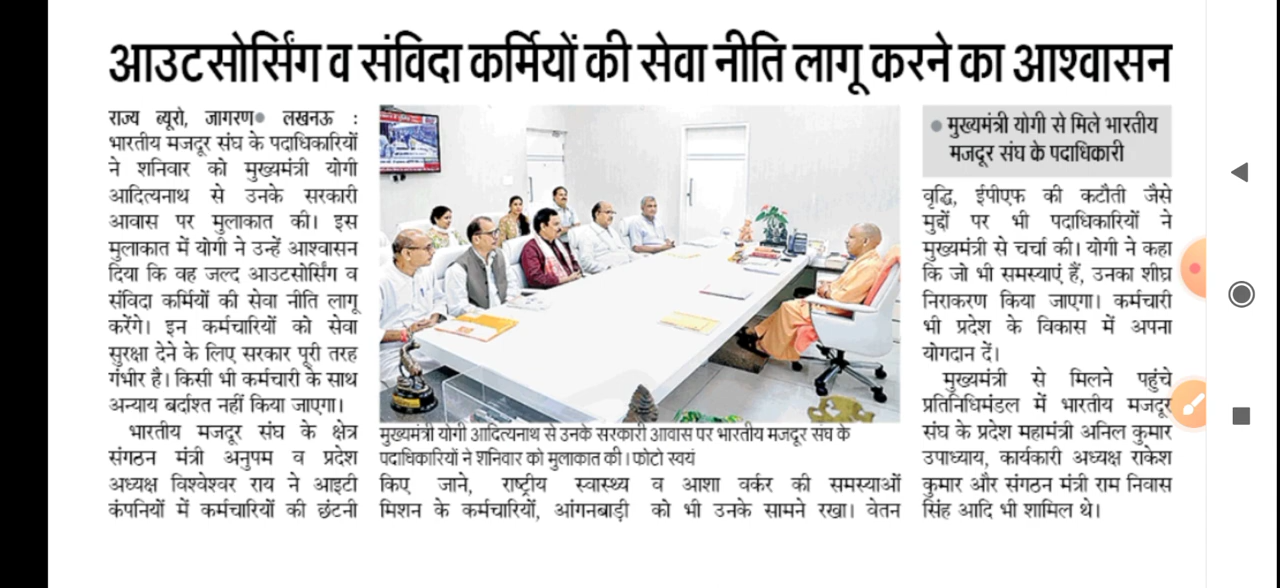 आउटसोर्सिंग व संविदा कर्मियों की सेवा नीति लागू करने का आश्वासन
राज्य ब्यूरो, जागरण● लखनऊ :
भारतीय मजदूर संघ के पदाधिकारियों
ने शनिवार को मुख्यमंत्री योगी
आदित्यनाथ से उनके सरकारी
आवास पर मुलाकात की। इस
मुलाकात में योगी ने उन्हें आश्वासन
दिया कि वह जल्द आउटसोर्सिंग व
संविदा कर्मियों की सेवा नीति लागू
करेंगे। इन कर्मचारियों को सेवा
सुरक्षा देने के लिए सरकार पूरी तरह
गंभीर है। किसी भी कर्मचारी के साथ
अन्याय बर्दाश्त नहीं किया जाएगा।
भारतीय मजदूर संघ के क्षेत्र
संगठन मंत्री अनुपम व प्रदेश
अध्यक्ष विश्वेश्वर राय ने आइटी
कंपनियों में कर्मचारियों की छंटनी
मुख्यमंत्री योगी आदित्यनाथ से उनके सरकारी आवास पर भारतीय मजदूर संघ के
पदाधिकारियों ने शनिवार को मुलाकात की। फोटो स्वयं
किए जाने, राष्ट्रीय स्वास्थ्य
मिशन के कर्मचारियों, आंगनबाड़ी
व आशा वर्कर की समस्याओं
को भी उनके सामने रखा। वेतन
● मुख्यमंत्री योगी से मिले भारतीय
मजदूर संघ के पदाधिकारी
वृद्धि, ईपीएफ की कटौती जैसे
मुद्दों पर भी पदाधिकारियों ने
मुख्यमंत्री से चर्चा की। योगी ने कहा
कि जो भी समस्याएं हैं, उनका शीघ्र
निराकरण किया जाएगा। कर्मचारी
भी प्रदेश के विकास में अपना
योगदान दें।
मुख्यमंत्री से मिलने पहुंचे
प्रतिनिधिमंडल में भारतीय मजदूर
संघ के प्रदेश महामंत्री अनिल कुमार
उपाध्याय, कार्यकारी अध्यक्ष राकेश
कुमार और संगठन मंत्री राम निवास
सिंह आदि भी शामिल थे।